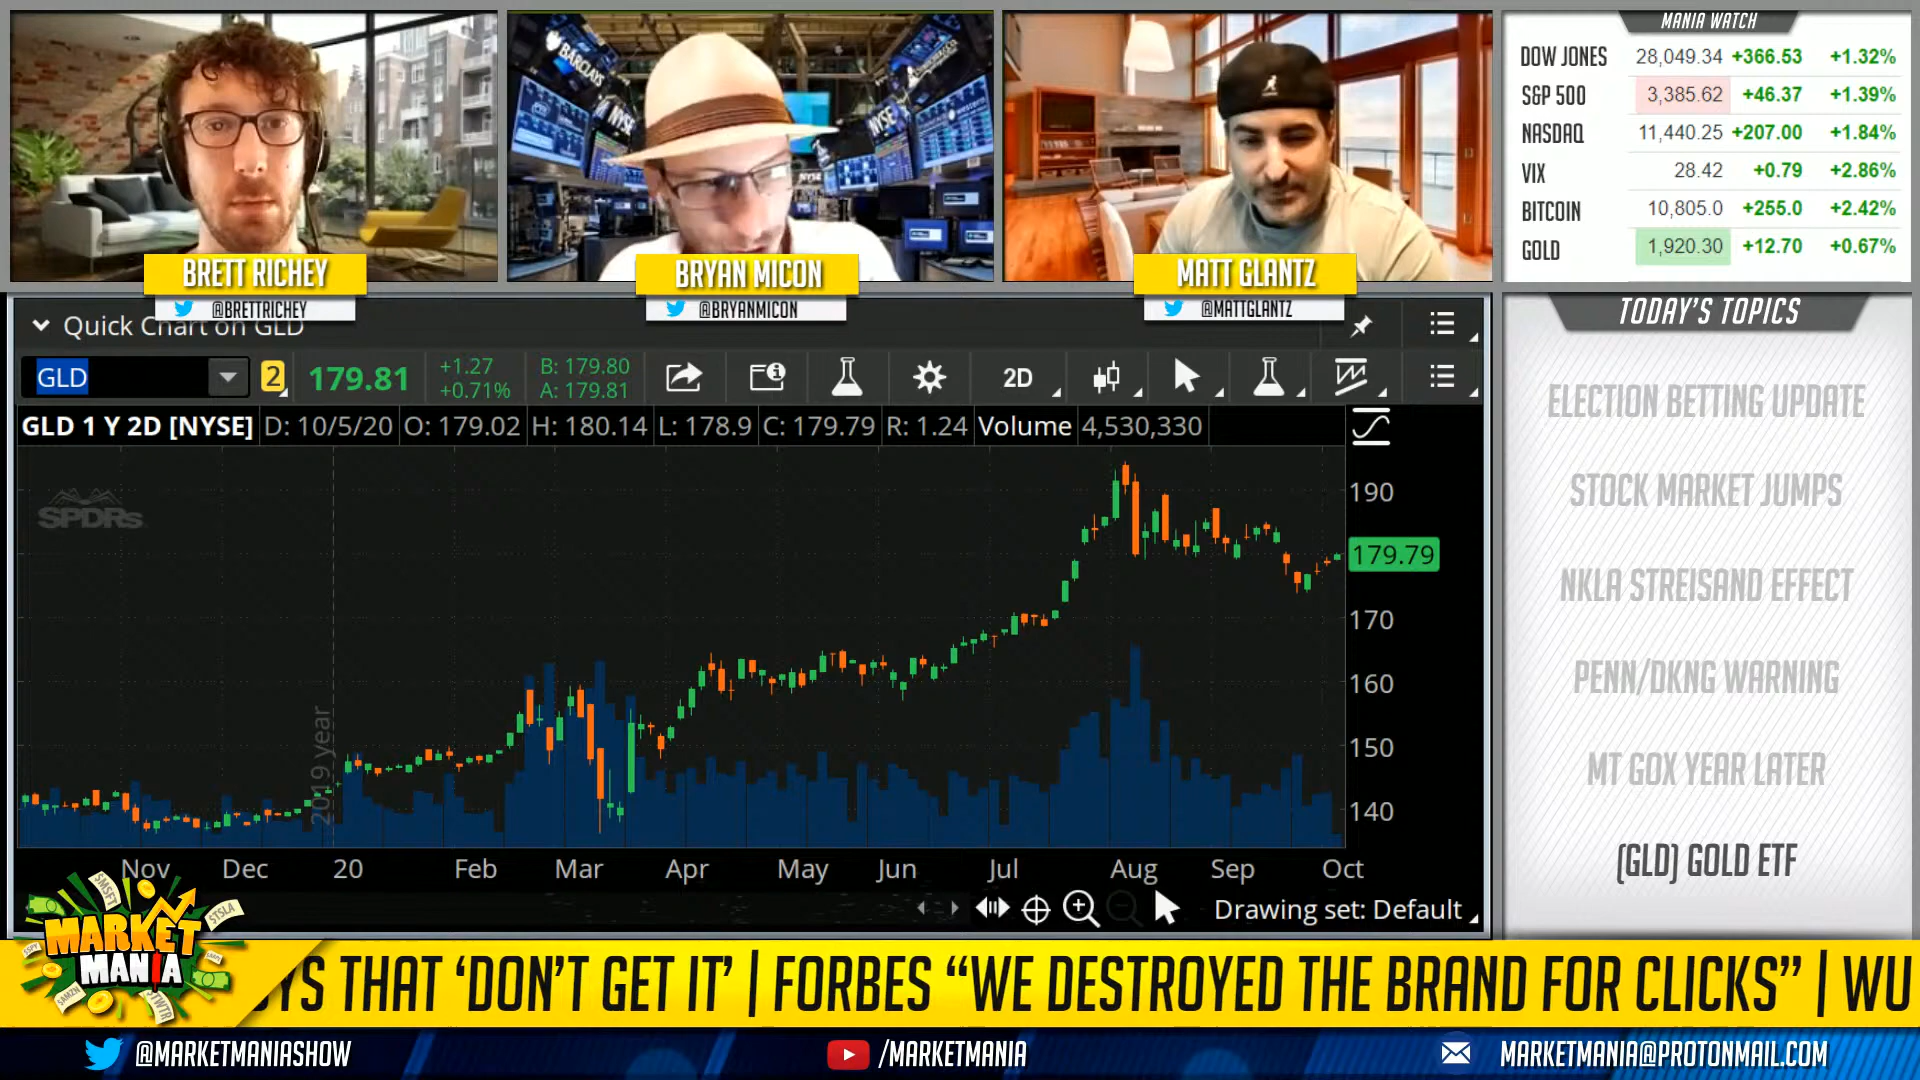 BARCLAYS
NYSE
NYSE
NYSE
BRETT RICHEY
@BRETTRICHEY
BRYAN MICON
@BRYANMICON
MATT GLANTZ
@MATTGLANTZ
MANIA WATCH
DOW JONES 28,049.34 +366.53 +1.32%
S&P 500 3,385.62 +46.37 +1.39%
NASDAQ 11,440.25 +207.00 +1.84%
VIX 28.42 +0.79 +2.86%
BITCOIN 10,805.0 +255.0 +2.42%
GOLD 1,920.30 +12.70 +0.67%
Quick Chart on GLD
GLD 2 179.81 +1.27 +0.71% B: 179.80 A: 179.81 2D
GLD 1 Y 2D [NYSE] D: 10/5/20 O: 179.02 H: 180.14 L: 178.9 C: 179.79 R: 1.24 Volume 4,530,330
SPDRs
190
179.79
170
160
150
140
2019 year
Nov Dec 20 Feb Mar Apr May Jun Jul Aug Sep Oct
Drawing set: Default
TODAY'S TOPICS
ELECTION BETTING UPDATE
STOCK MARKET JUMPS
NKLA STREISAND EFFECT
PENN/DKNG WARNING
MT GOX YEAR LATER
(GLD) GOLD ETF
$MSFT
$TSLA
MARKET
MANIA
$AMZN
$TWTR
YS THAT ‘DON'T GET IT’ | FORBES “WE DESTROYED THE BRAND FOR CLICKS” | WU
@MARKETMANIASHOW
/MARKETMANIA
MARKETMANIA@PROTONMAIL.COM